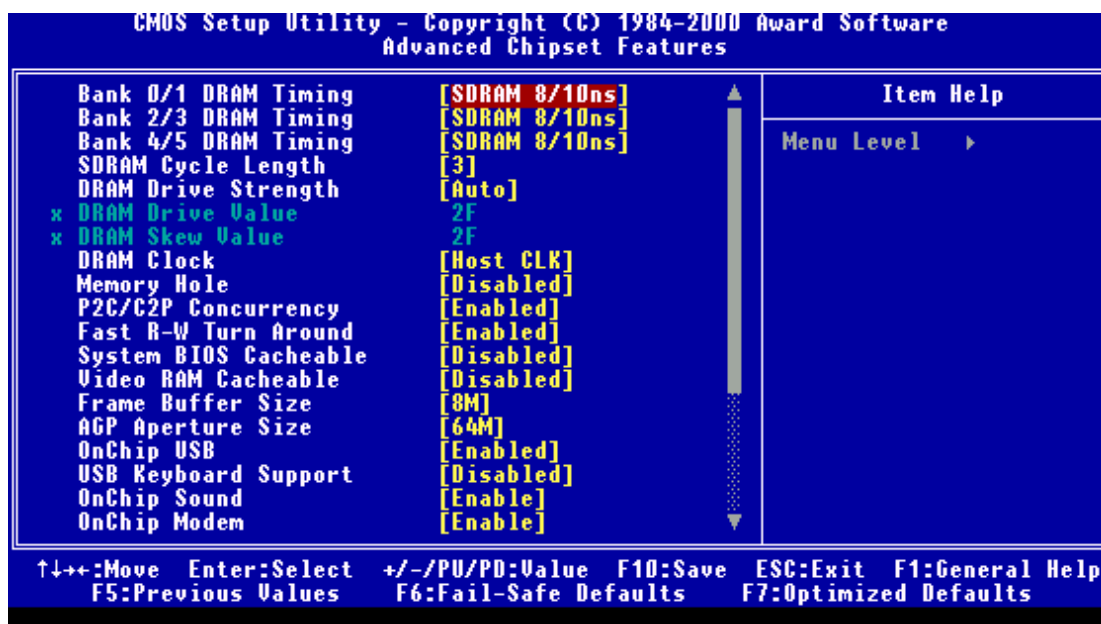 CMOS Setup Utility - Copyright (C) 1984-2000 Award Software
Advanced Chipset Features
Bank 0/1 DRAM Timing [SDRAM 8/10ns]
Bank 2/3 DRAM Timing [SDRAM 8/10ns]
Bank 4/5 DRAM Timing [SDRAM 8/10ns]
SDRAM Cycle Length [3]
DRAM Drive Strength [Auto]
x DRAM Drive Value 2F
x DRAM Skew Value 2F
DRAM Clock [Host CLK]
Memory Hole [Disabled]
P2C/C2P Concurrency [Enabled]
Fast R-W Turn Around [Enabled]
System BIOS Cacheable [Disabled]
Video RAM Cacheable [Disabled]
Frame Buffer Size [8M]
AGP Aperture Size [64M]
OnChip USB [Enabled]
USB Keyboard Support [Disabled]
OnChip Sound [Enable]
OnChip Modem [Enable]
Item Help
Menu Level ▸
↑↓→←:Move Enter:Select +/-/PU/PD:Value F10:Save ESC:Exit F1:General Help
F5:Previous Values F6:Fail-Safe Defaults F7:Optimized Defaults